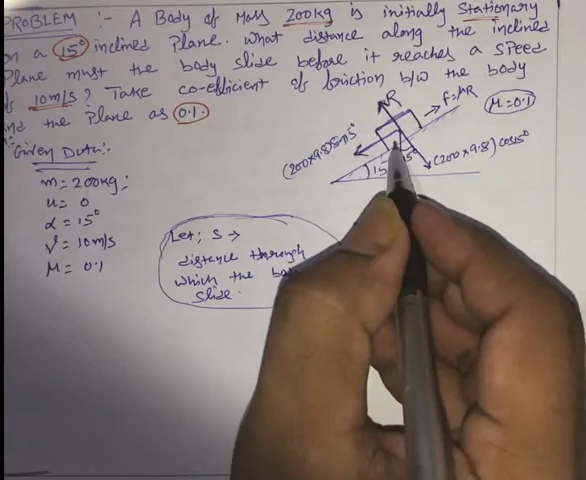 PROBLEM :- A Body of Mass 200kg is initially Stationary
on a 15° inclined Plane. What distance along the inclined
Plane must the body slide before it reaches a SPEED
of 10m/s? Take co-efficient of friction b/w the body
and the Plane as 0.1.
Given Data:-
m = 200kg;
u = 0
α = 15°
V = 10m/s
μ = 0.1
Let; S →
distance through
which the
slide.
R
f=μR
μ=0.1
(200×9.8)sin15°
15
15°
(200×9.8) cos15°